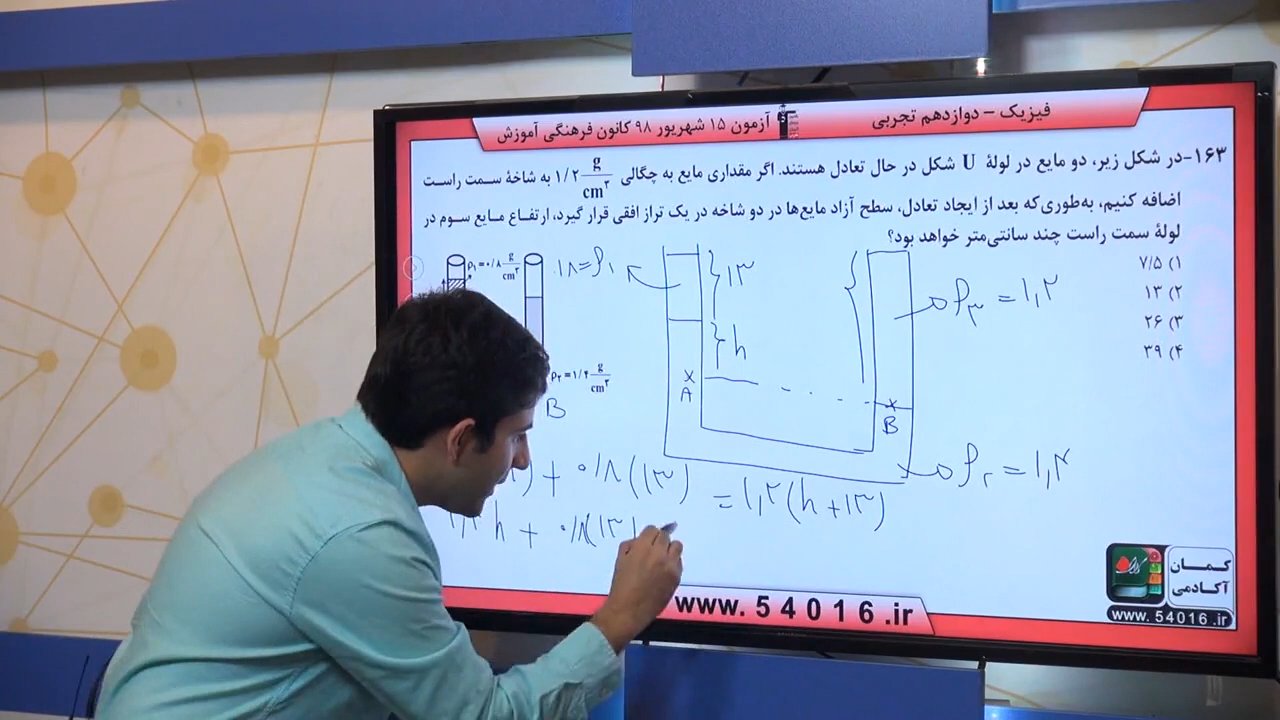 فیزیک – دوازدهم تجربی
آزمون ۱۵ شهریور ۹۸ کانون فرهنگی آموزش
۱۶۳- در شکل زیر، دو مایع در لولهٔ U شکل در حال تعادل هستند. اگر مقداری مایع به چگالی ۱/۲ g/cm³ به شاخهٔ سمت راست
اضافه کنیم، به‌طوری‌که بعد از ایجاد تعادل، سطح آزاد مایع‌ها در دو شاخه در یک تراز افقی قرار گیرد، ارتفاع مایع سوم در
لولهٔ سمت راست چند سانتی‌متر خواهد بود؟
۱) ۷/۵
۲) ۱۳
۳) ۲۶
۴) ۳۹
ρ₁ = ۰/۸ g/cm³
ρ₂ = ۱/۴ g/cm³
۰/۸ = ρ₁
۱۳
h
A
B
ρ₃ = ۱,۲
ρ₂ = ۱,۴
B
+ ۰/۸(۱۳) = ۱,۲(h + ۱۳)
h + ۰/۸(۱۳)
کمان
آکادمی
www. 54016 .ir
www. 5 4 0 1 6 .ir